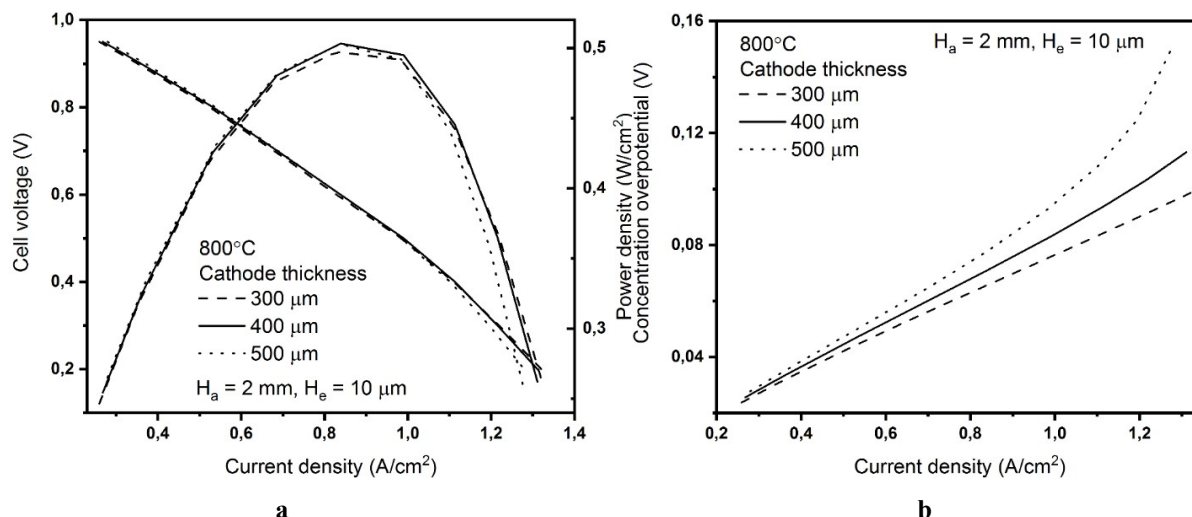 1,0
0,8
0,6
0,4
0,2
Cell voltage (V)
0,5
0,4
0,3
Power density (W/cm²)
800°C
Cathode thickness
300 μm
400 μm
500 μm
Hₐ = 2 mm, Hₑ = 10 μm
0,4 0,6 0,8 1,0 1,2 1,4
Current density (A/cm²)
a
0,16
0,12
0,08
0,04
Concentration overpotential (V)
800°C
Hₐ = 2 mm, Hₑ = 10 μm
Cathode thickness
300 μm
400 μm
500 μm
0,2 0,4 0,6 0,8 1,0 1,2
Current density (A/cm²)
b